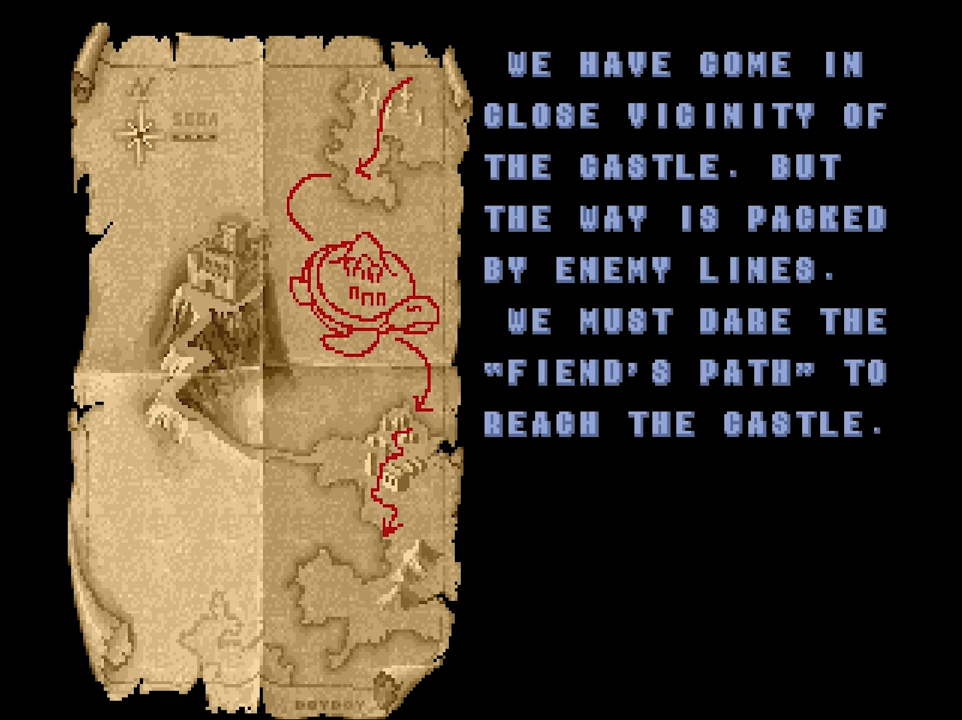 N
SEGA
WE HAVE COME IN
CLOSE VICINITY OF
THE CASTLE. BUT
THE WAY IS PACKED
BY ENEMY LINES.
WE MUST DARE THE
"FIEND'S PATH" TO
REACH THE CASTLE.